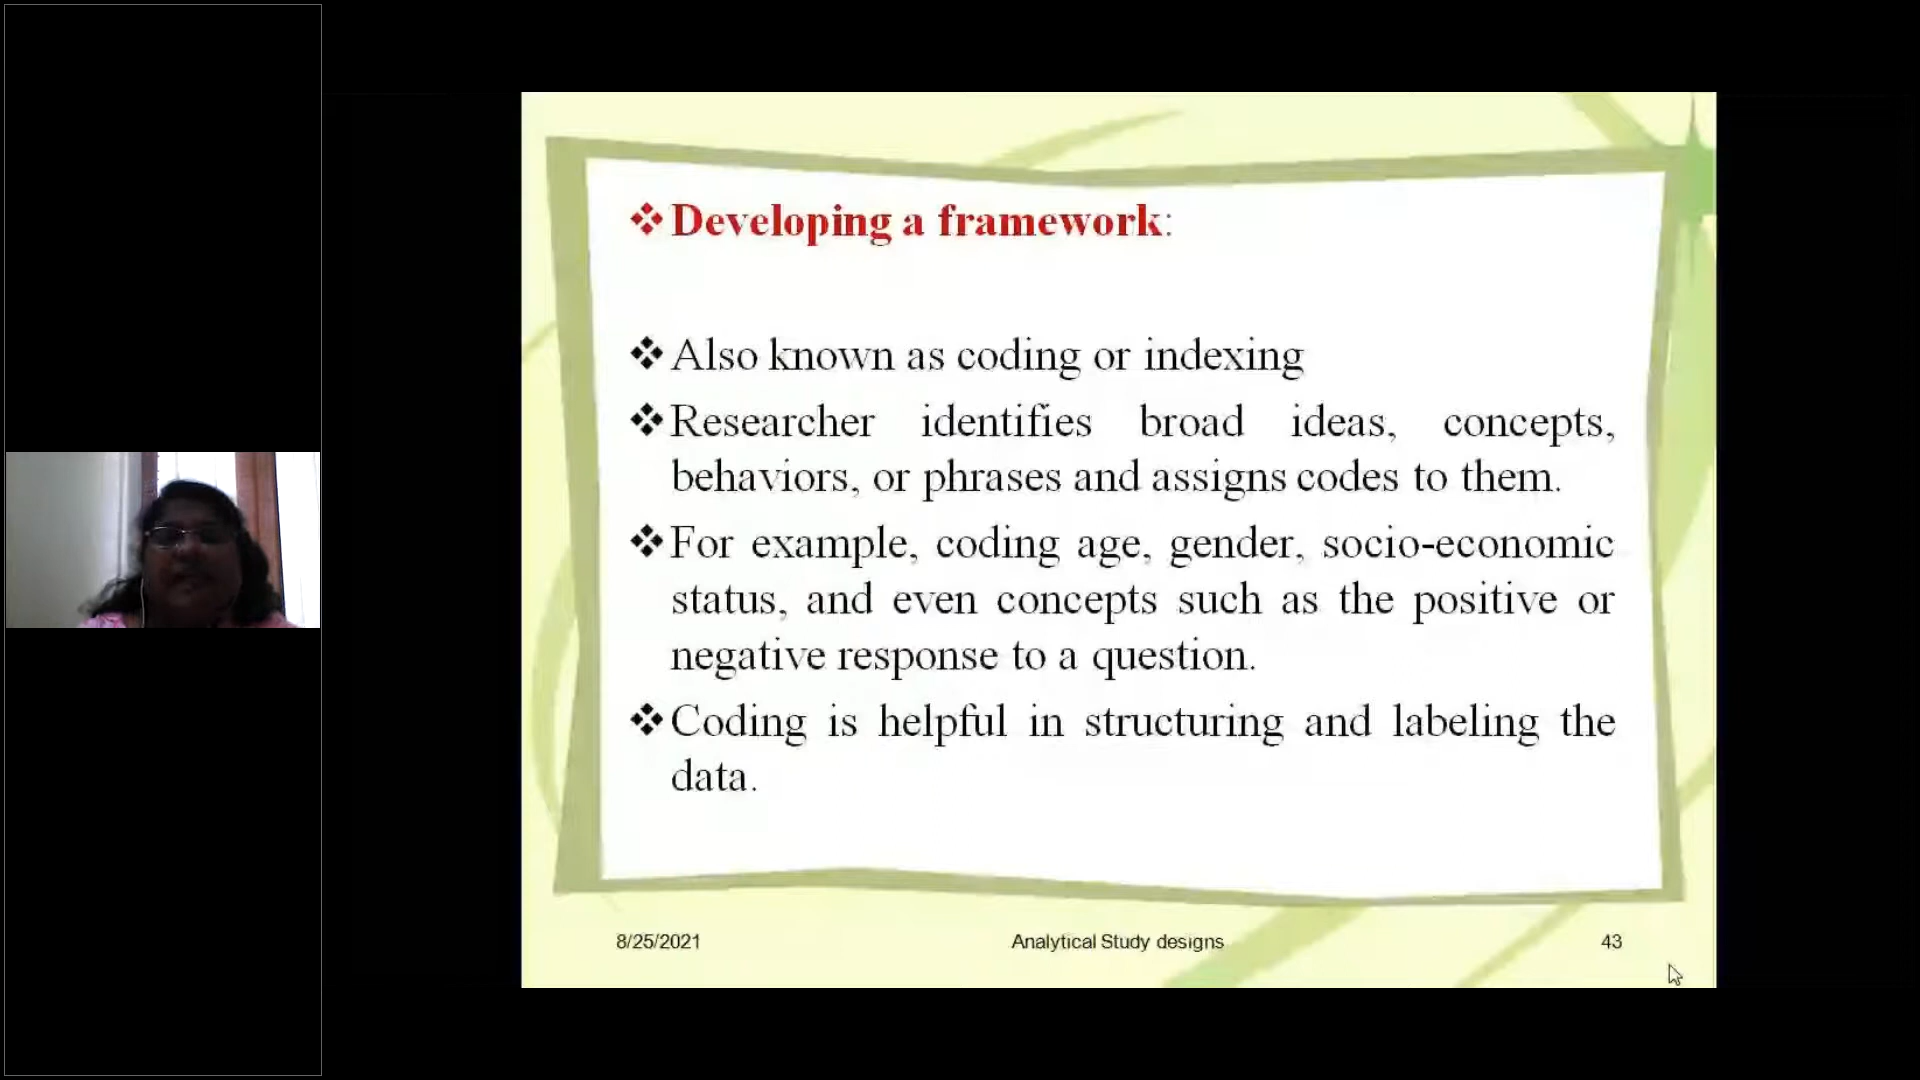 Developing a framework:
Also known as coding or indexing
Researcher identifies broad ideas, concepts,
behaviors, or phrases and assigns codes to them.
For example, coding age, gender, socio-economic
status, and even concepts such as the positive or
negative response to a question.
Coding is helpful in structuring and labeling the
data.
8/25/2021 Analytical Study designs 43